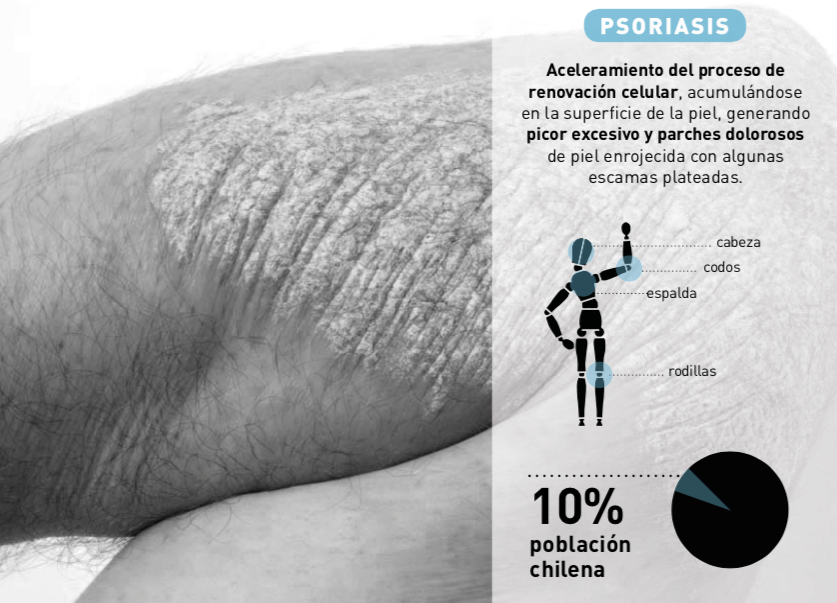 PSORIASIS
Aceleramiento del proceso de
renovación celular, acumulándose
en la superficie de la piel, generando
picor excesivo y parches dolorosos
de piel enrojecida con algunas
escamas plateadas.
cabeza
codos
espalda
rodillas
10%
población
chilena